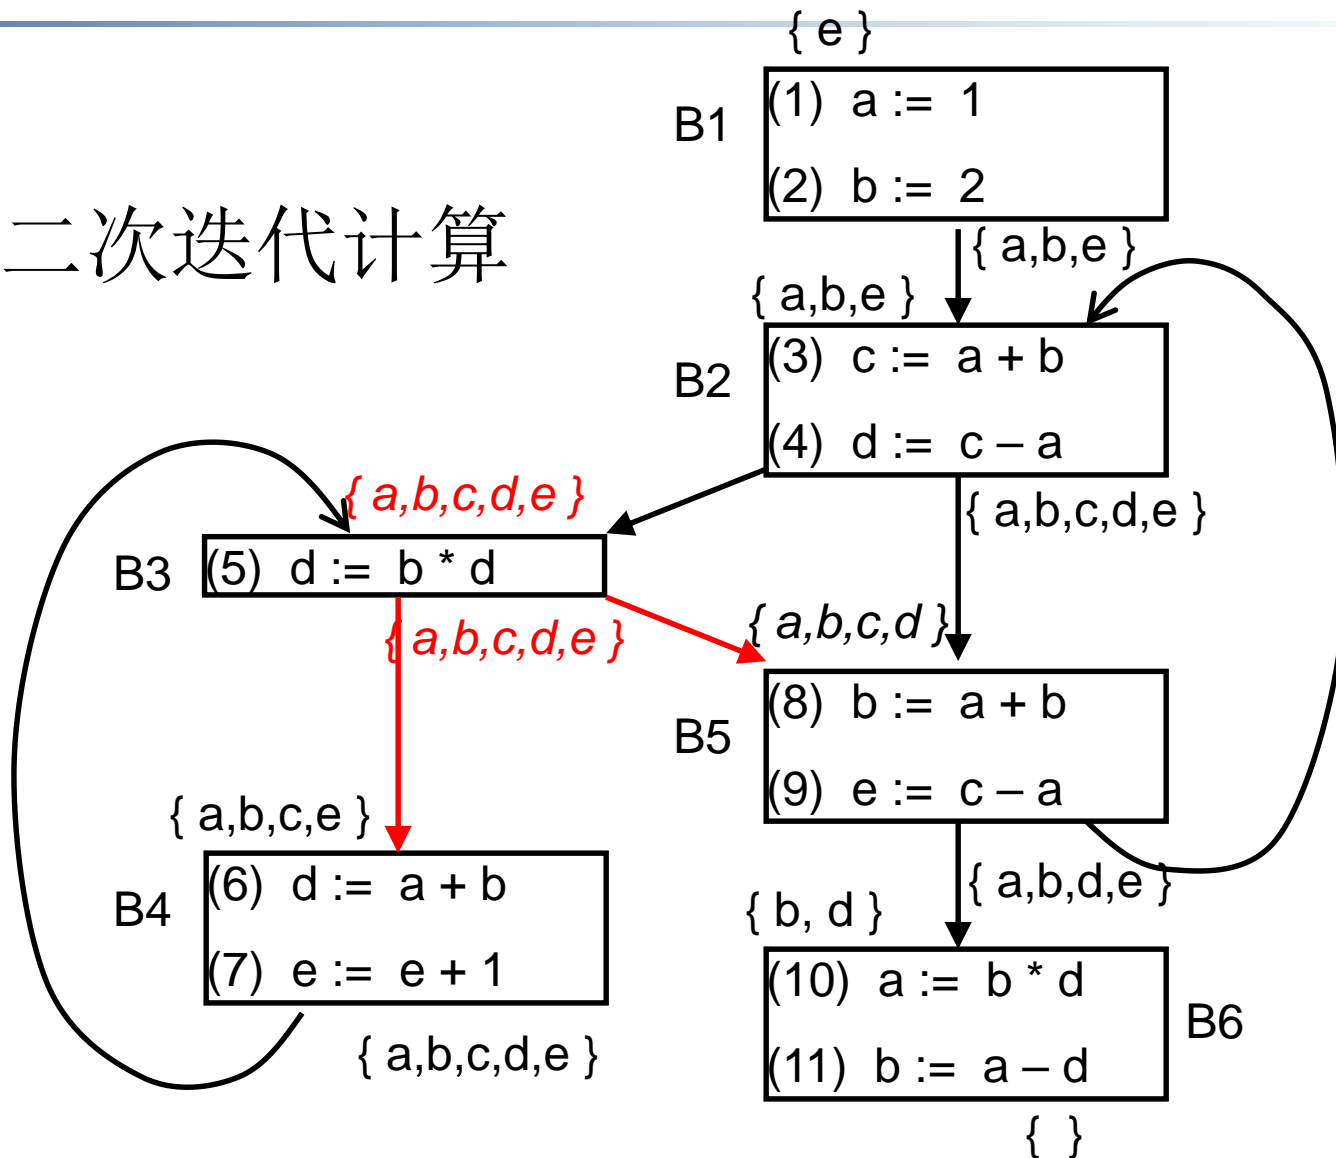 { e }
B1
(1) a := 1
(2) b := 2
二次迭代计算
{ a,b,e }
{ a,b,e }
B2
(3) c := a + b
(4) d := c – a
{ a,b,c,d,e }
{ a,b,c,d,e }
B3
(5) d := b * d
{ a,b,c,d,e }
{ a,b,c,d }
B5
(8) b := a + b
(9) e := c – a
{ a,b,c,e }
B4
(6) d := a + b
(7) e := e + 1
{ a,b,c,d,e }
{ a,b,d,e }
{ b, d }
(10) a := b * d
(11) b := a – d
B6
{ }